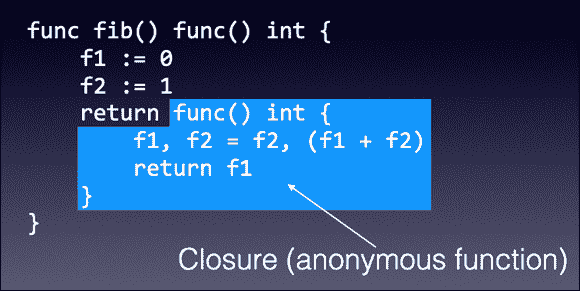 func fib() func() int {
    f1 := 0
    f2 := 1
    return func() int {
        f1, f2 = f2, (f1 + f2)
        return f1
    }
}
Closure (anonymous function)